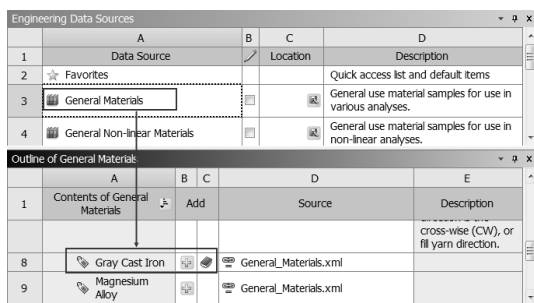 Engineering Data Sources
A B C D
1 Data Source Location Description
2 Favorites Quick access list and default items
3 General Materials General use material samples for use in
various analyses.
4 General Non-linear Materials General use material samples for use in
non-linear analyses.
Outline of General Materials
A B C D E
1 Contents of General
Materials Add Source Description
direction is the
cross-wise (CW), or
fill yarn direction.
8 Gray Cast Iron General_Materials.xml
9 Magnesium
Alloy General_Materials.xml